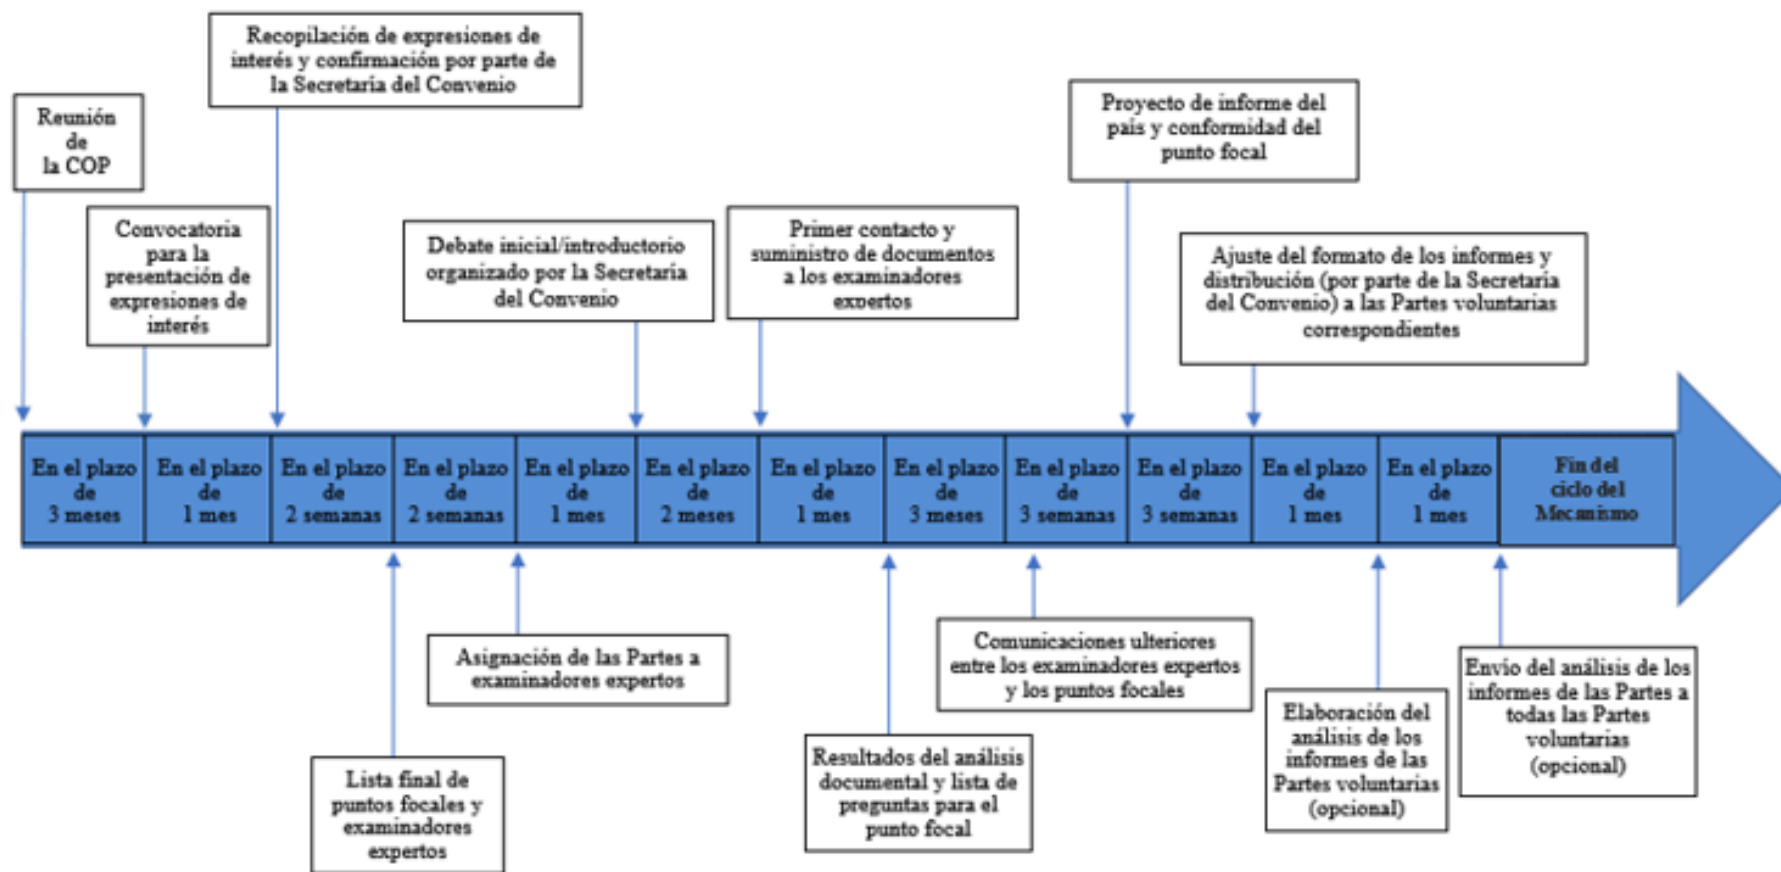 Reunión
de
la COP
Convocatoria
para la
presentación de
expresiones de
interés
Recopilación de expresiones de
interés y confirmación por parte de
la Secretaría del Convenio
Debate inicial/introductorio
organizado por la Secretaría
del Convenio
Primer contacto y
suministro de documentos
a los examinadores
expertos
Proyecto de informe del
país y conformidad del
punto focal
Ajuste del formato de los informes y
distribución (por parte de la Secretaría
del Convenio) a las Partes voluntarias
correspondientes
En el plazo
de
3 meses
En el plazo
de
1 mes
En el plazo
de
2 semanas
En el plazo
de
2 semanas
En el plazo
de
1 mes
En el plazo
de
2 meses
En el plazo
de
1 mes
En el plazo
de
3 meses
En el plazo
de
3 semanas
En el plazo
de
3 semanas
En el plazo
de
1 mes
En el plazo
de
1 mes
Fin del
ciclo del
Mecanismo
Lista final de
puntos focales y
examinadores
expertos
Asignación de las Partes a
examinadores expertos
Resultados del análisis
documental y lista de
preguntas para el
punto focal
Comunicaciones ulteriores
entre los examinadores expertos
y los puntos focales
Elaboración del
análisis de los
informes de las
Partes voluntarias
(opcional)
Envío del análisis de los
informes de las Partes a
todas las Partes
voluntarias
(opcional)